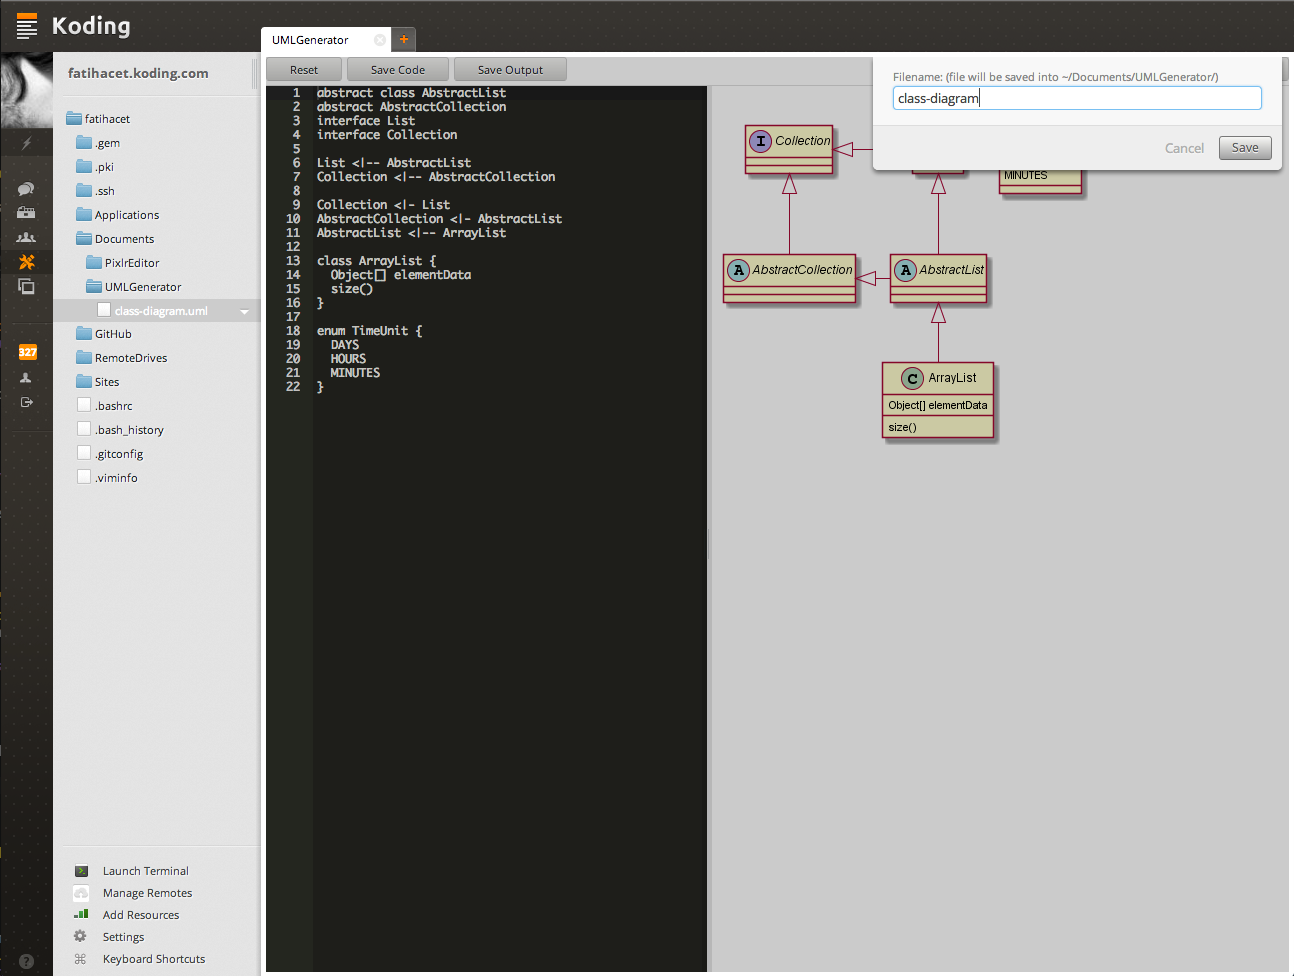 Koding
UMLGenerator
+
fatihacet.koding.com
fatihacet
.gem
.pki
.ssh
Applications
Documents
PixlrEditor
UMLGenerator
class-diagram.uml
GitHub
RemoteDrives
Sites
.bashrc
.bash_history
.gitconfig
.viminfo
327
Launch Terminal
Manage Remotes
Add Resources
Settings
Keyboard Shortcuts
?
Reset
Save Code
Save Output
1 abstract class AbstractList
2 abstract AbstractCollection
3 interface List
4 interface Collection
5
6 List <|-- AbstractList
7 Collection <|-- AbstractCollection
8
9 Collection <|- List
10 AbstractCollection <|- AbstractList
11 AbstractList <|-- ArrayList
12
13 class ArrayList {
14 Object[] elementData
15 size()
16 }
17
18 enum TimeUnit {
19 DAYS
20 HOURS
21 MINUTES
22 }
Filename: (file will be saved into ~/Documents/UMLGenerator/)
class-diagram
Cancel
Save
I Collection
MINUTES
A AbstractCollection
A AbstractList
C ArrayList
Object[] elementData
size()